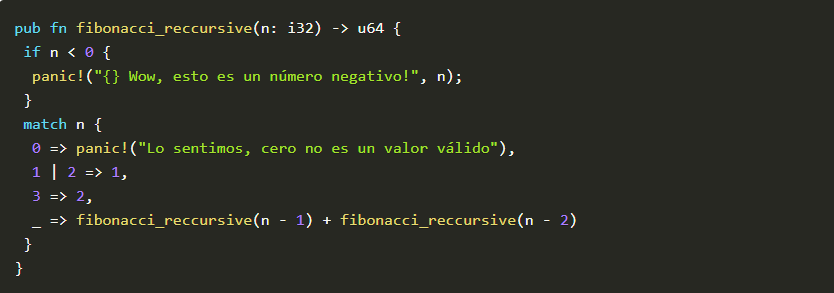 pub fn fibonacci_reccursive(n: i32) -> u64 {
 if n < 0 {
  panic!("{} Wow, esto es un número negativo!", n);
 }
 match n {
  0 => panic!("Lo sentimos, cero no es un valor válido"),
  1 | 2 => 1,
  3 => 2,
  _ => fibonacci_reccursive(n - 1) + fibonacci_reccursive(n - 2)
 }
}